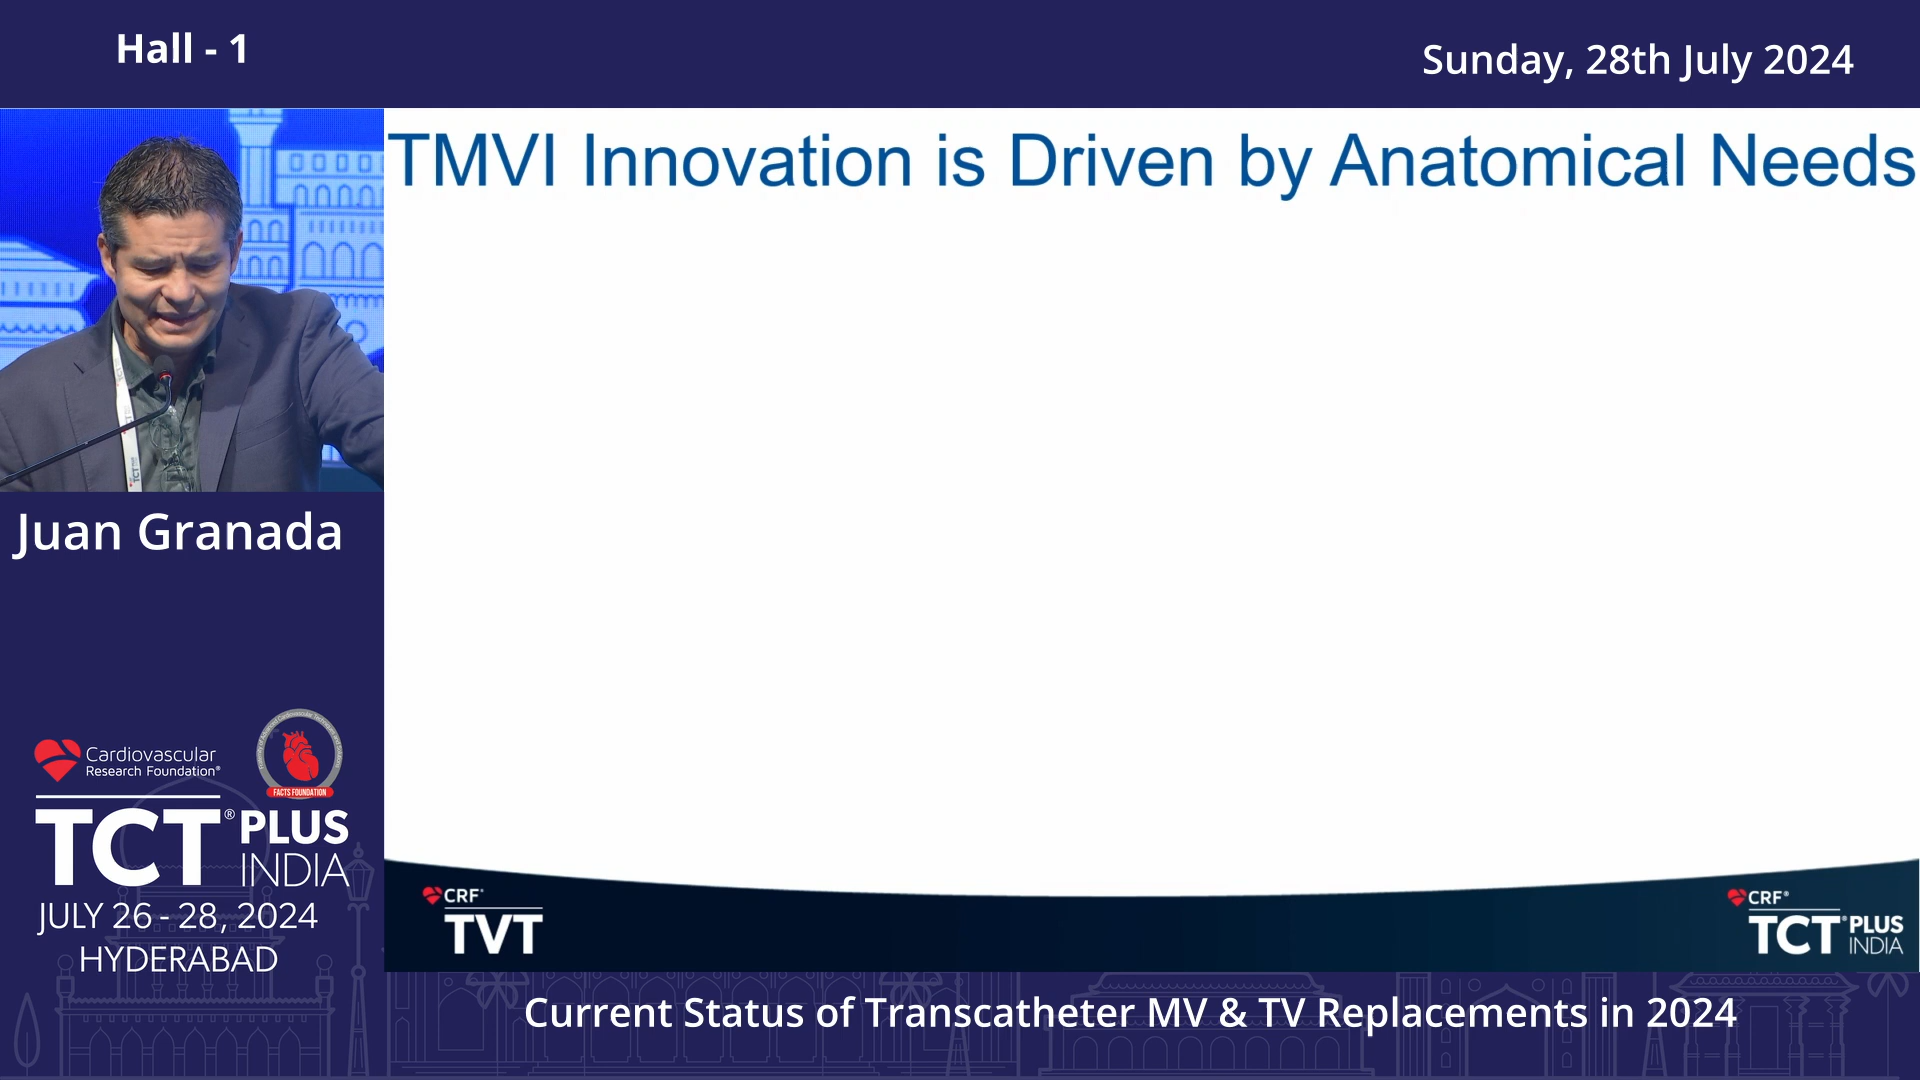 Hall - 1
Sunday, 28th July 2024
TMVI Innovation is Driven by Anatomical Needs
TCT
Juan Granada
Cardiovascular
Research Foundation®
FACTS FOUNDATION
TCT® PLUS
INDIA
JULY 26 - 28, 2024
HYDERABAD
CRF®
TVT
CRF®
TCT® PLUS
INDIA
Current Status of Transcatheter MV & TV Replacements in 2024